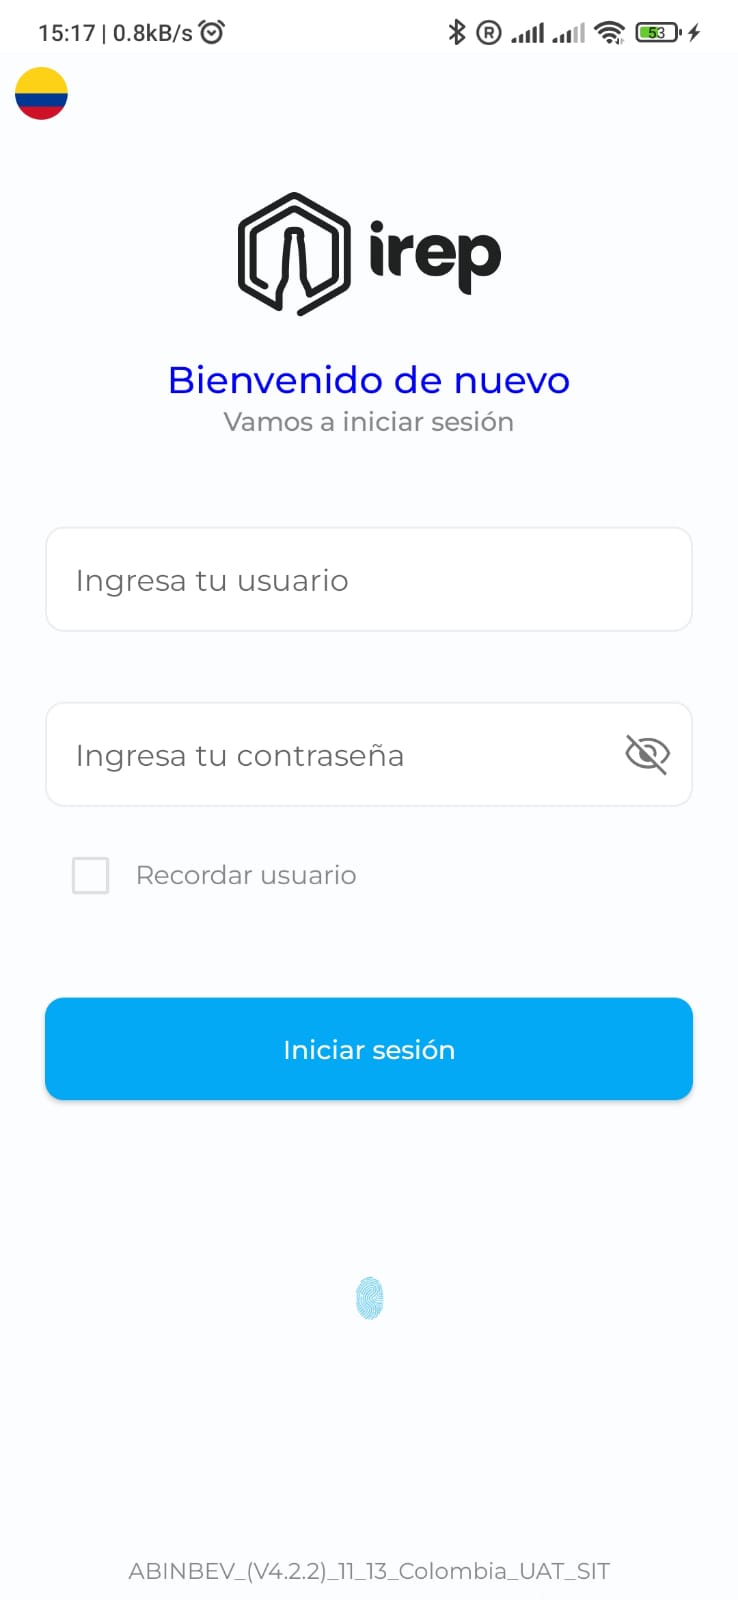 15:17 | 0.8kB/s ® 53
irep
Bienvenido de nuevo
Vamos a iniciar sesión
Ingresa tu usuario
Ingresa tu contraseña
Recordar usuario
Iniciar sesión
ABINBEV_(V4.2.2)_11_13_Colombia_UAT_SIT